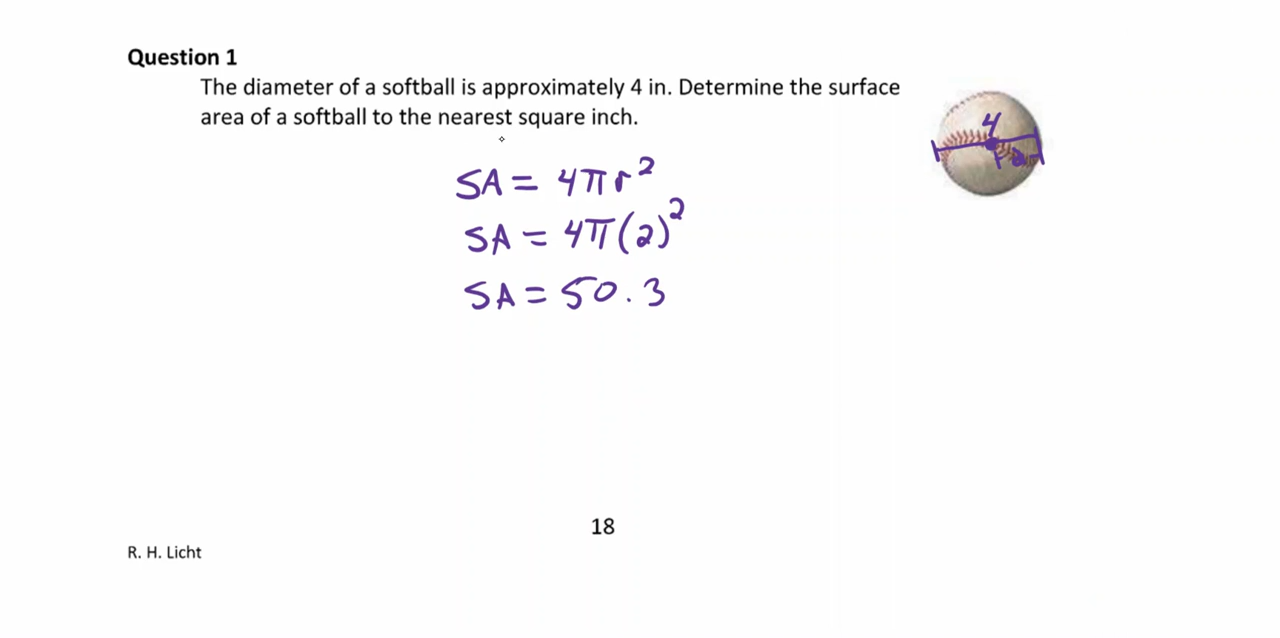 Question 1
The diameter of a softball is approximately 4 in. Determine the surface
area of a softball to the nearest square inch.
4
2
SA = 4πr²
SA = 4π(2)²
SA = 50.3
18
R. H. Licht